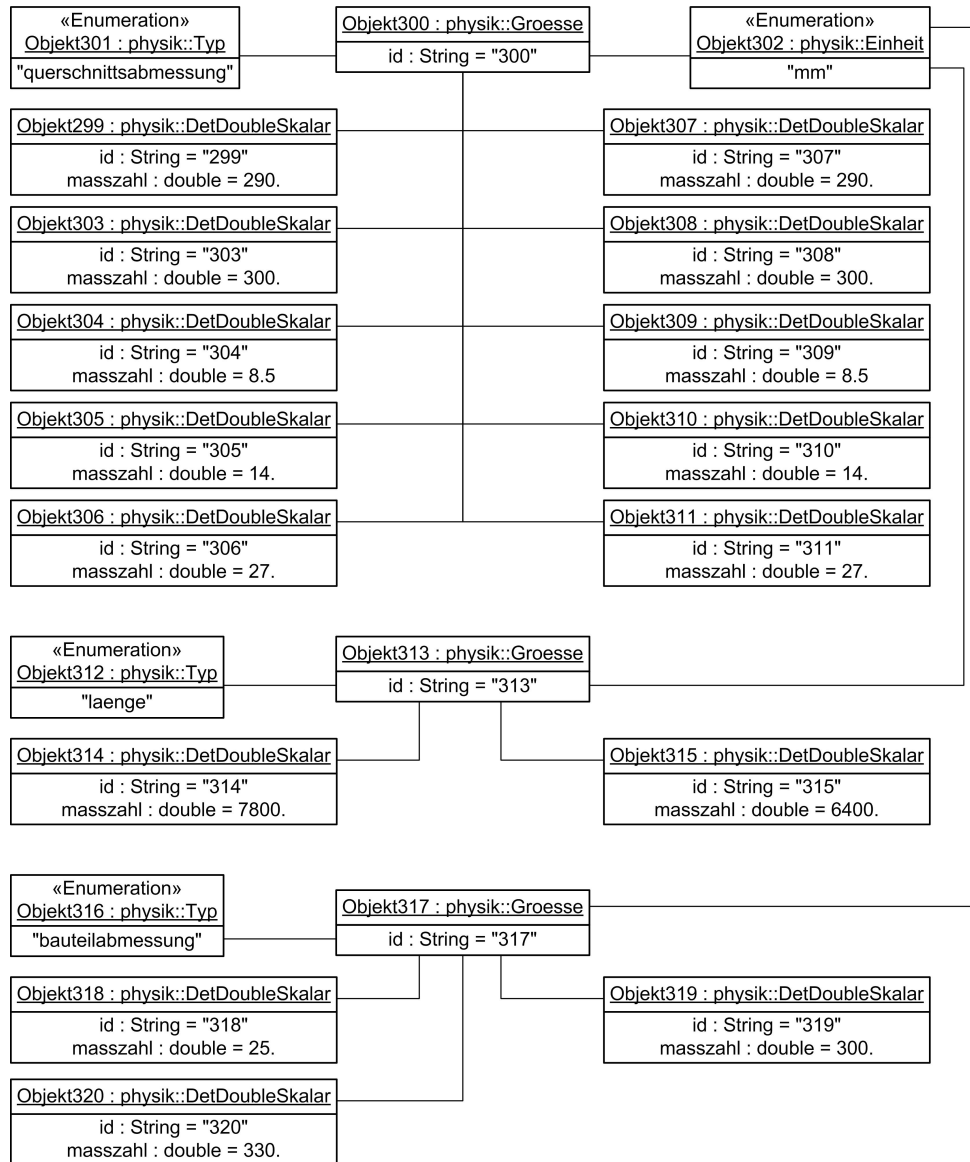 «Enumeration»
Objekt301 : physik::Typ
"querschnittsabmessung"
Objekt300 : physik::Groesse
id : String = "300"
«Enumeration»
Objekt302 : physik::Einheit
"mm"
Objekt299 : physik::DetDoubleSkalar
id : String = "299"
masszahl : double = 290.
Objekt307 : physik::DetDoubleSkalar
id : String = "307"
masszahl : double = 290.
Objekt303 : physik::DetDoubleSkalar
id : String = "303"
masszahl : double = 300.
Objekt308 : physik::DetDoubleSkalar
id : String = "308"
masszahl : double = 300.
Objekt304 : physik::DetDoubleSkalar
id : String = "304"
masszahl : double = 8.5
Objekt309 : physik::DetDoubleSkalar
id : String = "309"
masszahl : double = 8.5
Objekt305 : physik::DetDoubleSkalar
id : String = "305"
masszahl : double = 14.
Objekt310 : physik::DetDoubleSkalar
id : String = "310"
masszahl : double = 14.
Objekt306 : physik::DetDoubleSkalar
id : String = "306"
masszahl : double = 27.
Objekt311 : physik::DetDoubleSkalar
id : String = "311"
masszahl : double = 27.
«Enumeration»
Objekt312 : physik::Typ
"laenge"
Objekt313 : physik::Groesse
id : String = "313"
Objekt314 : physik::DetDoubleSkalar
id : String = "314"
masszahl : double = 7800.
Objekt315 : physik::DetDoubleSkalar
id : String = "315"
masszahl : double = 6400.
«Enumeration»
Objekt316 : physik::Typ
"bauteilabmessung"
Objekt317 : physik::Groesse
id : String = "317"
Objekt318 : physik::DetDoubleSkalar
id : String = "318"
masszahl : double = 25.
Objekt319 : physik::DetDoubleSkalar
id : String = "319"
masszahl : double = 300.
Objekt320 : physik::DetDoubleSkalar
id : String = "320"
masszahl : double = 330.